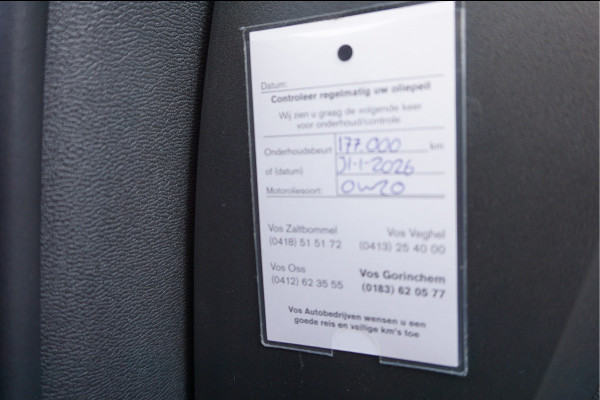 Datum:
Controleer regelmatig uw oliepeil
Wij zien u graag de volgende keer
voor onderhoud/controle
Onderhoudsbeurt 177.000 km
of (datum) 31-1-2026
Motoroliesoort: 0W20
Vos Zaltbommel
(0418) 51 51 72
Vos Veghel
(0413) 25 40 00
Vos Oss
(0412) 62 35 55
Vos Gorinchem
(0183) 62 05 77
Vos Autobedrijven wensen u een
goede reis en veilige km's toe